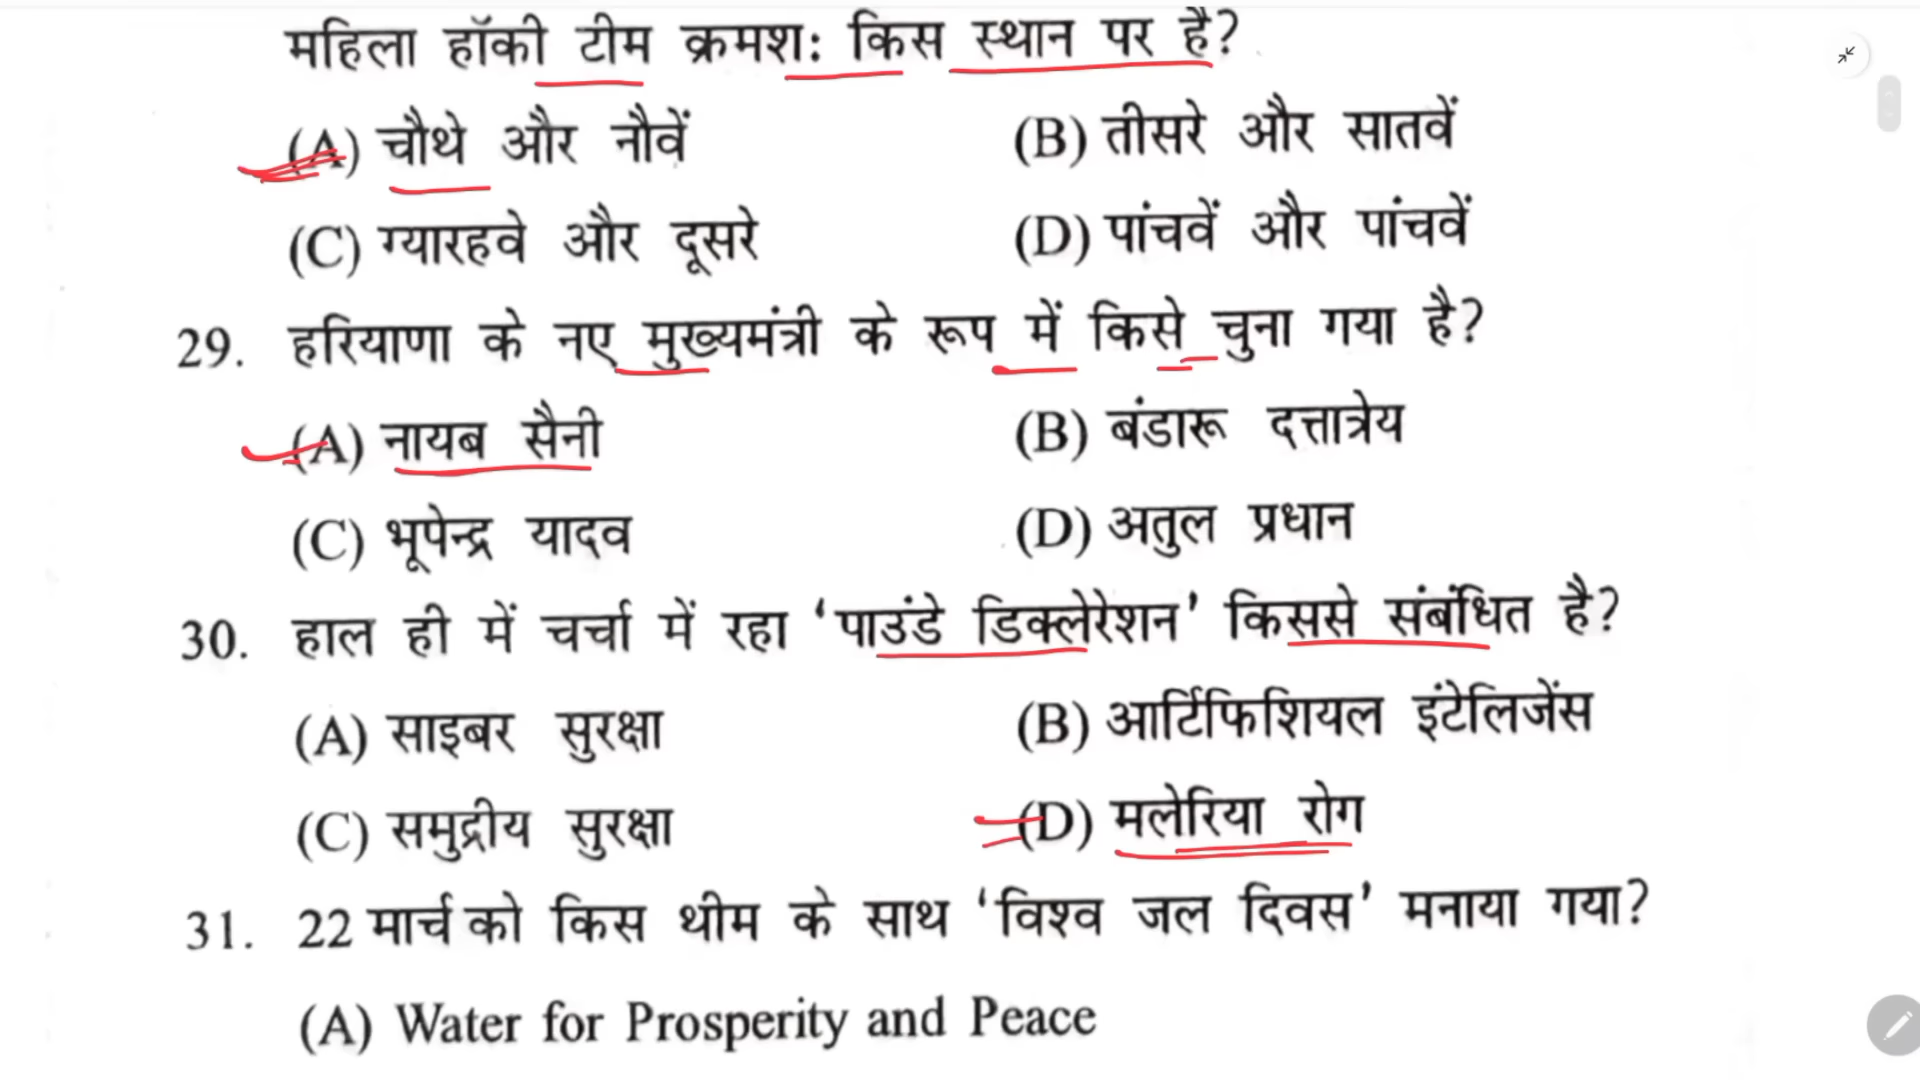 महिला हॉकी टीम क्रमश: किस स्थान पर है?
(A) चौथे और नौवें (B) तीसरे और सातवें
(C) ग्यारहवे और दूसरे (D) पांचवें और पांचवें
29. हरियाणा के नए मुख्यमंत्री के रूप में किसे चुना गया है?
(A) नायब सैनी (B) बंडारू दत्तात्रेय
(C) भूपेन्द्र यादव (D) अतुल प्रधान
30. हाल ही में चर्चा में रहा ‘पाउंडे डिक्लेरेशन’ किससे संबंधित है?
(A) साइबर सुरक्षा (B) आर्टिफिशियल इंटेलिजेंस
(C) समुद्रीय सुरक्षा (D) मलेरिया रोग
31. 22 मार्च को किस थीम के साथ ‘विश्व जल दिवस’ मनाया गया?
(A) Water for Prosperity and Peace